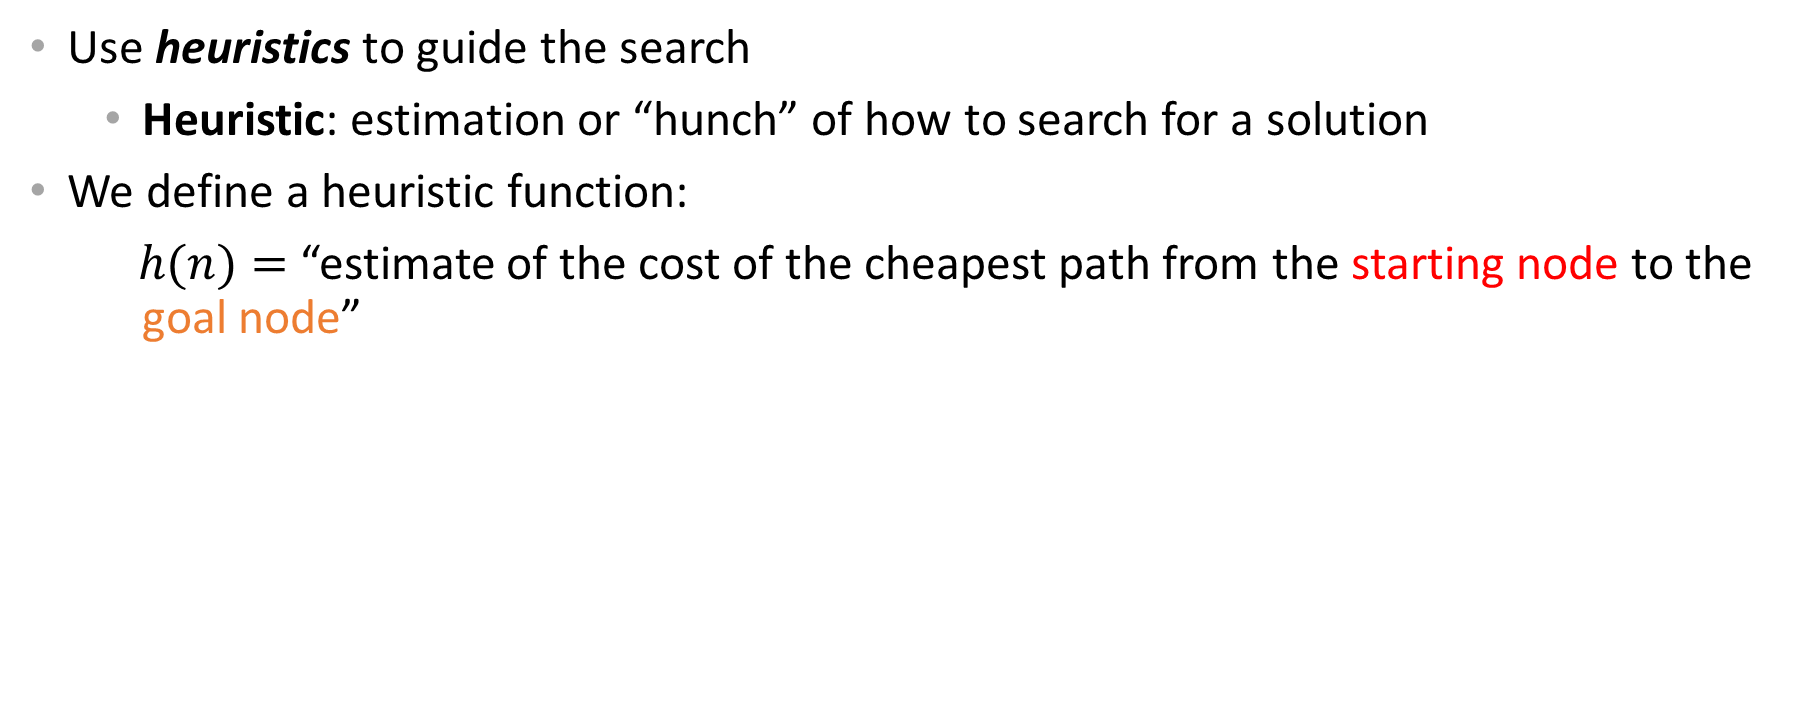 • Use heuristics to guide the search
• Heuristic: estimation or “hunch” of how to search for a solution
• We define a heuristic function:
ℎ(𝑛) = “estimate of the cost of the cheapest path from the starting node to the
goal node”